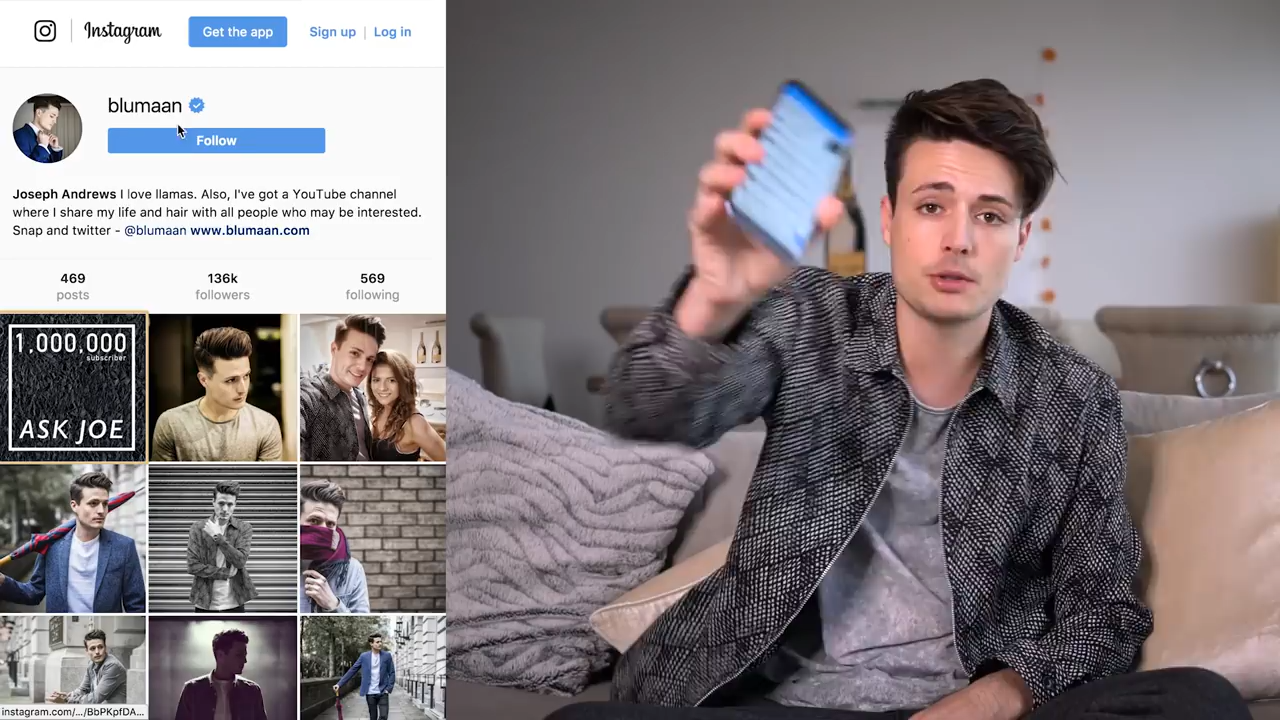 Instagram
Get the app
Sign up | Log in
blumaan
Follow
Joseph Andrews I love llamas. Also, I've got a YouTube channel
where I share my life and hair with all people who may be interested.
Snap and twitter - @blumaan www.blumaan.com
469
posts
136k
followers
569
following
1,000,000
subscriber
ASK JOE
instagram.com/.../BbPKpfDA...